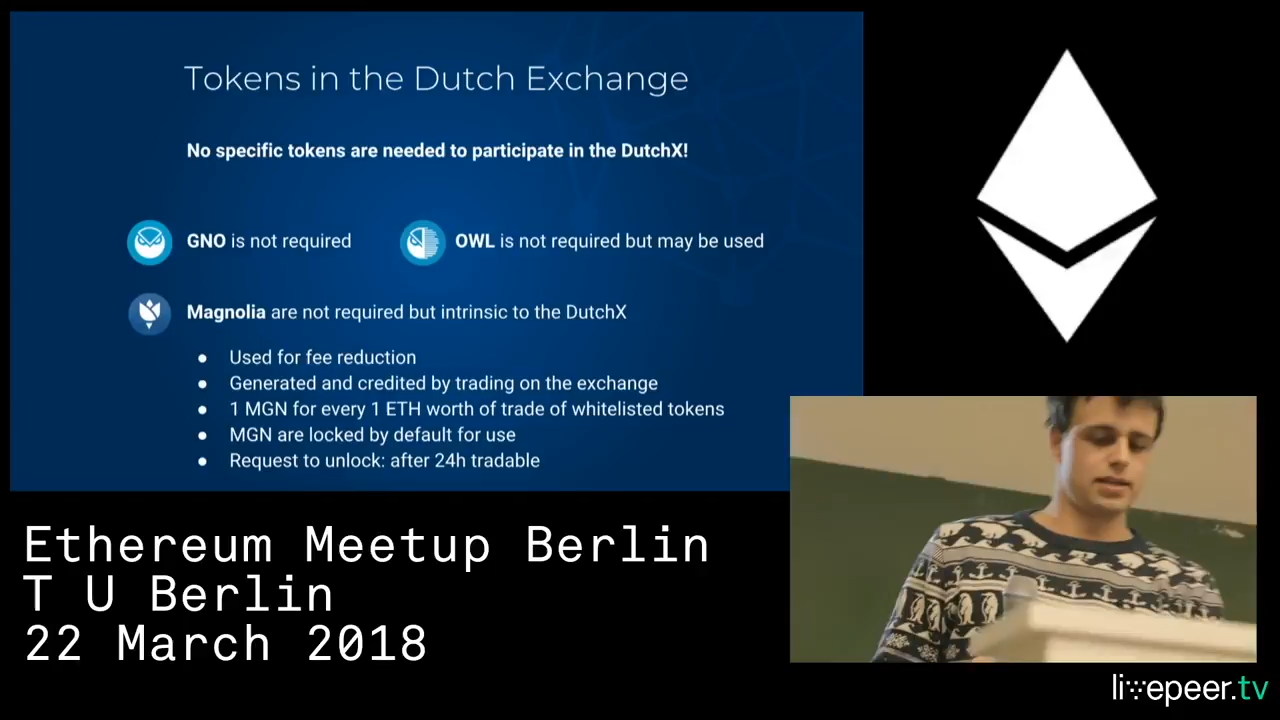 Tokens in the Dutch Exchange
No specific tokens are needed to participate in the DutchX!
GNO is not required
OWL is not required but may be used
Magnolia are not required but intrinsic to the DutchX
● Used for fee reduction
● Generated and credited by trading on the exchange
● 1 MGN for every 1 ETH worth of trade of whitelisted tokens
● MGN are locked by default for use
● Request to unlock: after 24h tradable
Ethereum Meetup Berlin
T U Berlin
22 March 2018
livepeer.tv